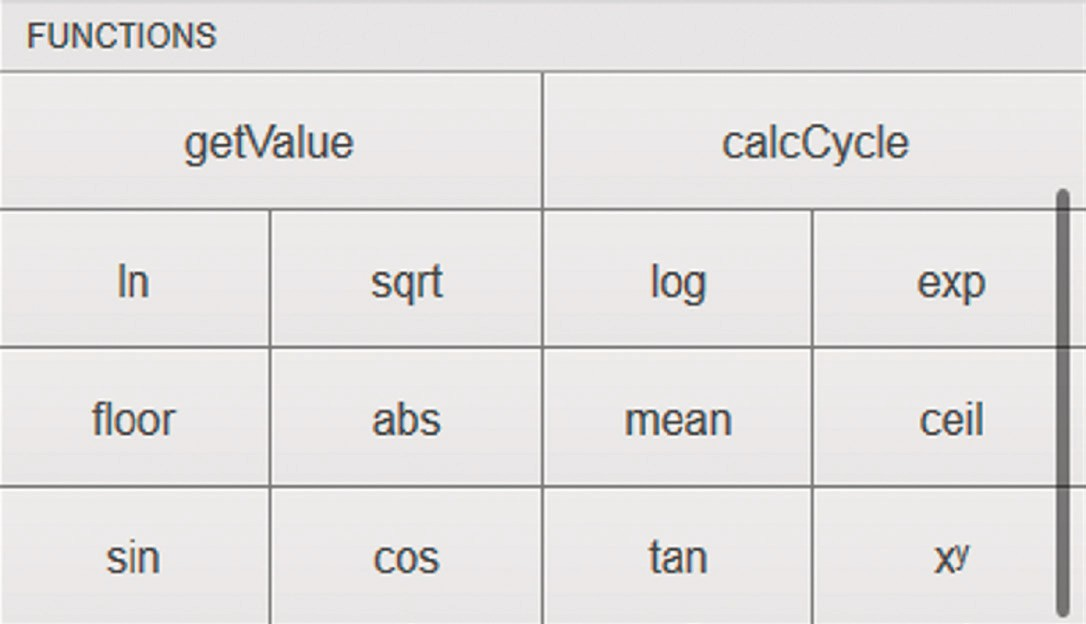 FUNCTIONS
getValue calcCycle
ln sqrt log exp
floor abs mean ceil
sin cos tan xʸ